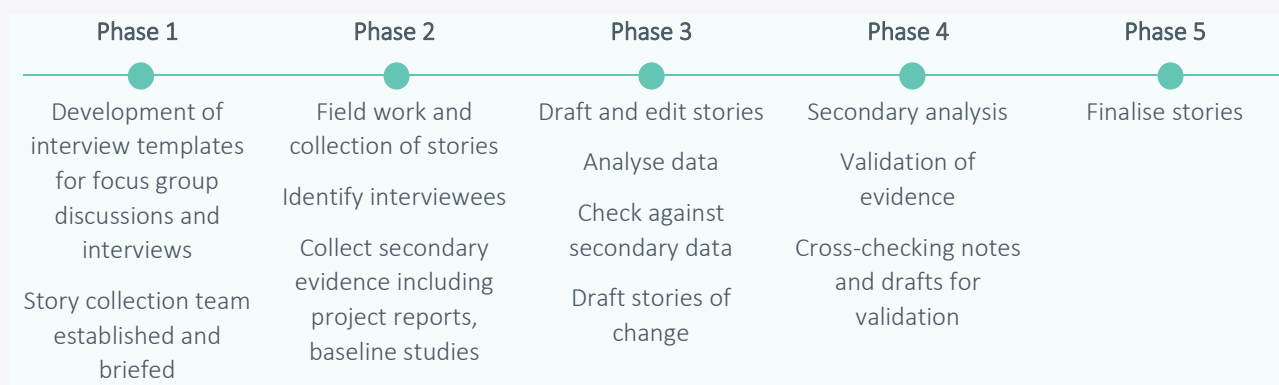 Phase 1
Development of
interview templates
for focus group
discussions and
interviews
Story collection team
established and
briefed
Phase 2
Field work and
collection of stories
Identify interviewees
Collect secondary
evidence including
project reports,
baseline studies
Phase 3
Draft and edit stories
Analyse data
Check against
secondary data
Draft stories of
change
Phase 4
Secondary analysis
Validation of
evidence
Cross-checking notes
and drafts for
validation
Phase 5
Finalise stories